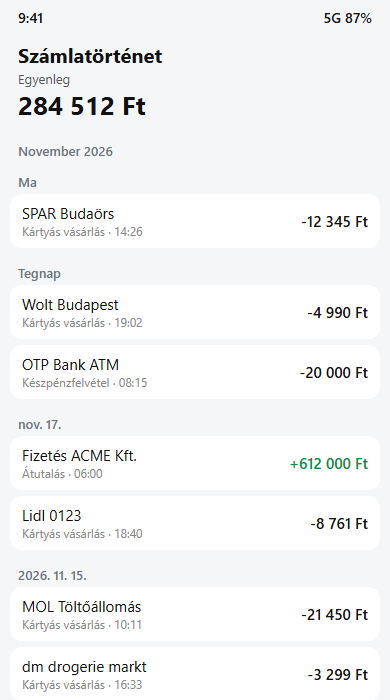 9:41
5G 87%
Számlatörténet
Egyenleg
284 512 Ft
November 2026
Ma
SPAR Budaörs
-12 345 Ft
Kártyás vásárlás · 14:26
Tegnap
Wolt Budapest
-4 990 Ft
Kártyás vásárlás · 19:02
OTP Bank ATM
-20 000 Ft
Készpénzfelvétel · 08:15
nov. 17.
Fizetés ACME Kft.
+612 000 Ft
Átutalás · 06:00
Lidl 0123
-8 761 Ft
Kártyás vásárlás · 18:40
2026. 11. 15.
MOL Töltőállomás
-21 450 Ft
Kártyás vásárlás · 10:11
dm drogerie markt
-3 299 Ft
Kártyás vásárlás · 16:33